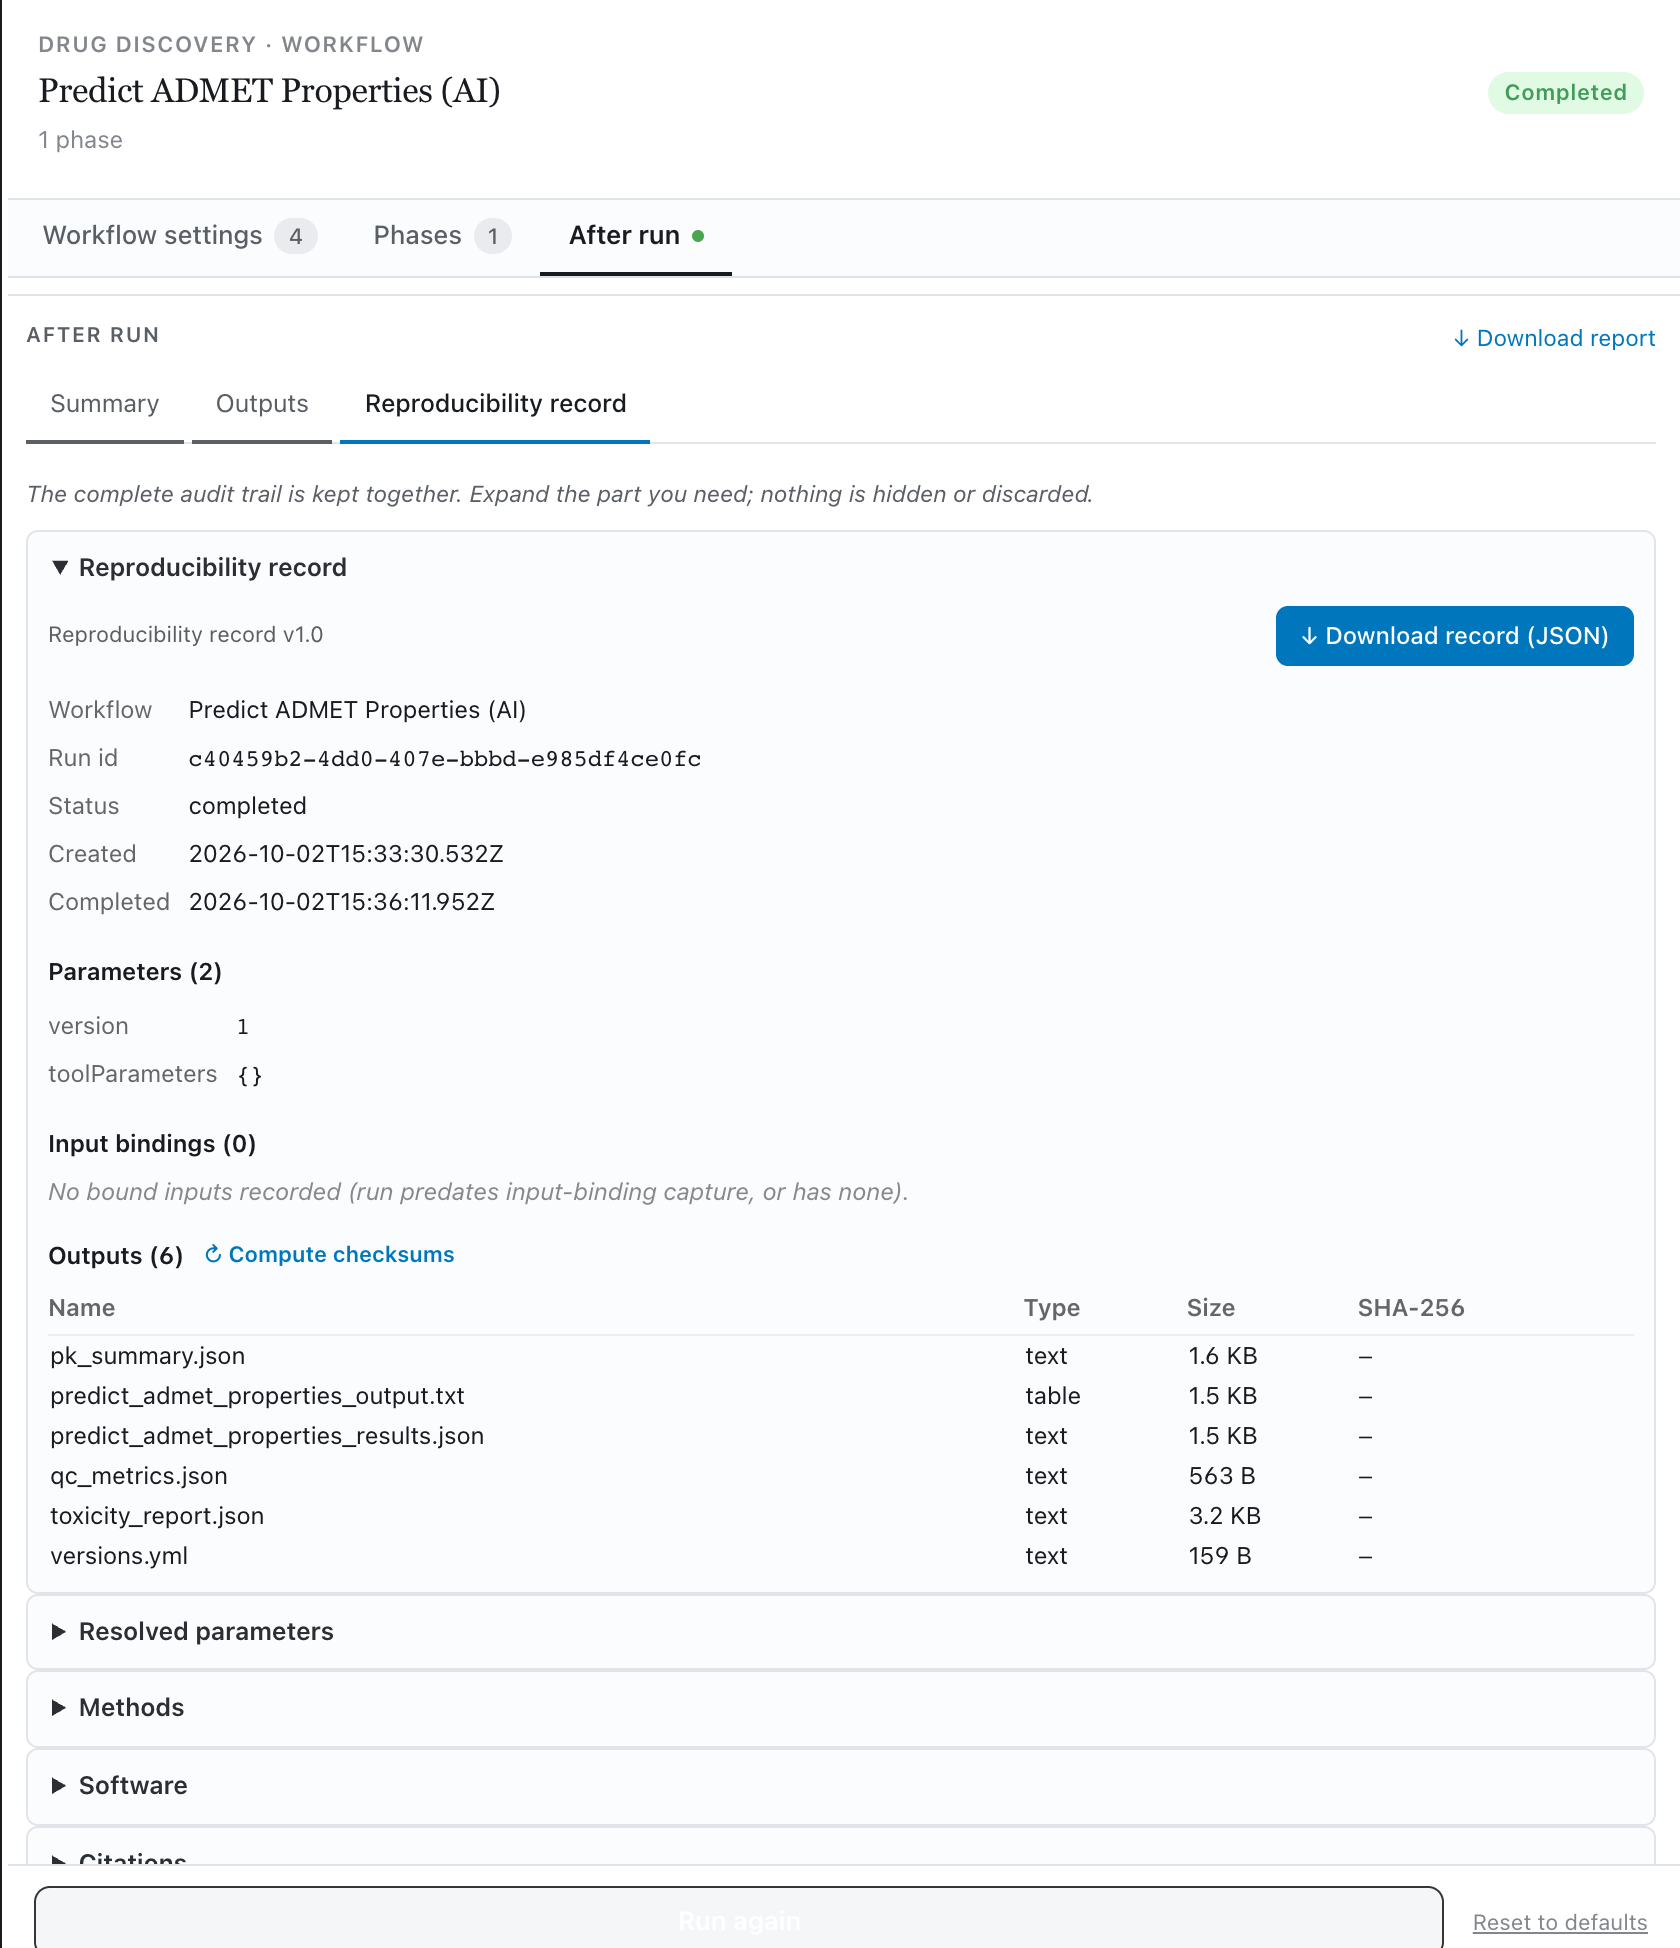 DRUG DISCOVERY · WORKFLOW
Predict ADMET Properties (AI)
Completed
1 phase
Workflow settings 4 Phases 1 After run
AFTER RUN
↓ Download report
Summary Outputs Reproducibility record
The complete audit trail is kept together. Expand the part you need; nothing is hidden or discarded.
▼ Reproducibility record
Reproducibility record v1.0
↓ Download record (JSON)
Workflow Predict ADMET Properties (AI)
Run id c40459b2-4dd0-407e-bbbd-e985df4ce0fc
Status completed
Created 2026-10-02T15:33:30.532Z
Completed 2026-10-02T15:36:11.952Z
Parameters (2)
version 1
toolParameters {}
Input bindings (0)
No bound inputs recorded (run predates input-binding capture, or has none).
Outputs (6) ↻ Compute checksums
Name Type Size SHA-256
pk_summary.json text 1.6 KB –
predict_admet_properties_output.txt table 1.5 KB –
predict_admet_properties_results.json text 1.5 KB –
qc_metrics.json text 563 B –
toxicity_report.json text 3.2 KB –
versions.yml text 159 B –
▶ Resolved parameters
▶ Methods
▶ Software
▶ Citations
Run again
Reset to defaults